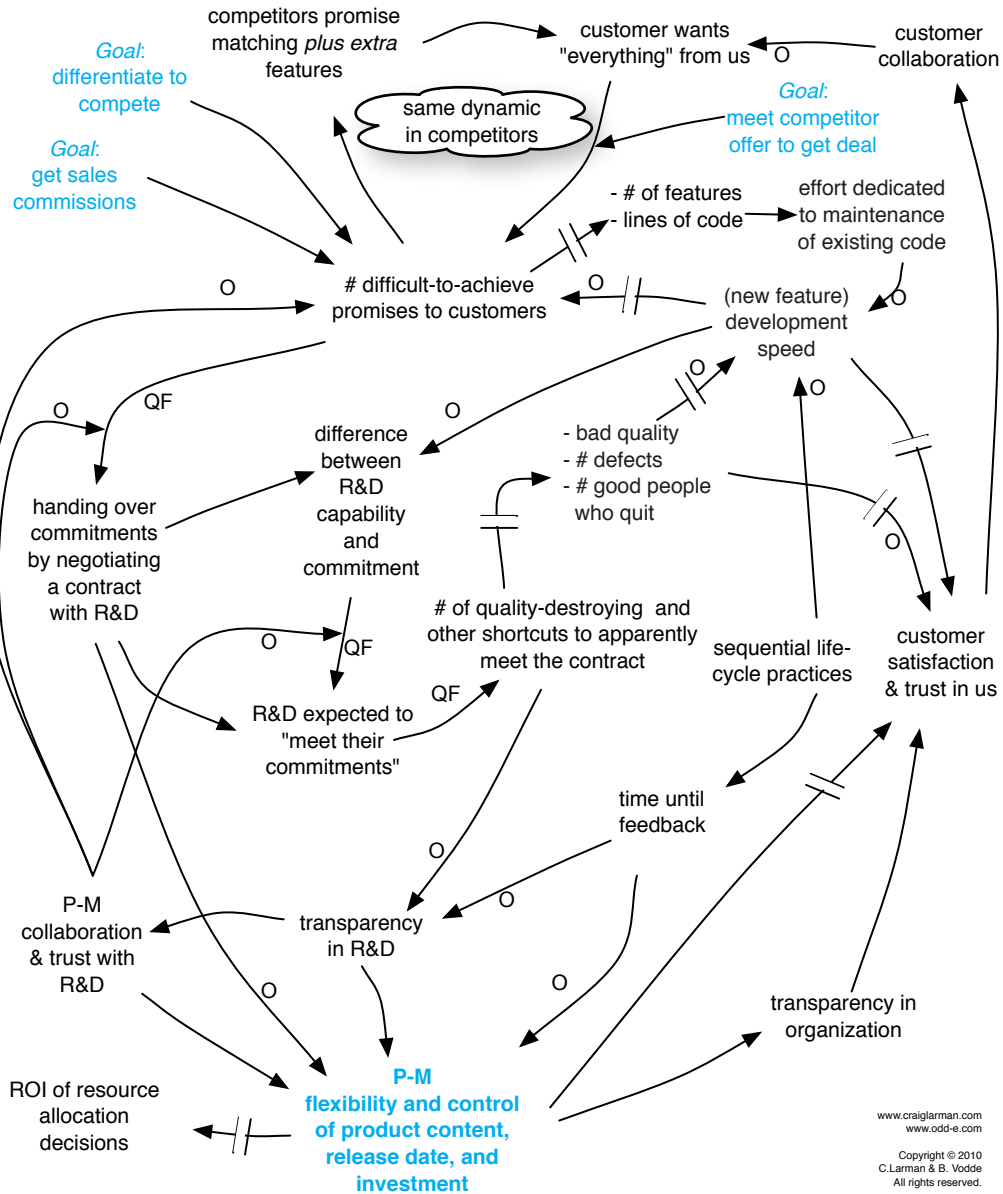 competitors promise
matching plus extra
features
customer wants
"everything" from us
O
customer
collaboration
Goal:
differentiate to
compete
same dynamic
in competitors
Goal:
meet competitor
offer to get deal
Goal:
get sales
commissions
- # of features
- lines of code
effort dedicated
to maintenance
of existing code
O
# difficult-to-achieve
promises to customers
O
O
(new feature)
development
speed
O
O
QF
O
difference
between
R&D
capability
and
commitment
- bad quality
- # defects
- # good people
who quit
O
O
handing over
commitments
by negotiating
a contract
with R&D
O
# of quality-destroying and
other shortcuts to apparently
meet the contract
sequential life-
cycle practices
customer
satisfaction
& trust in us
O
QF
QF
R&D expected to
"meet their
commitments"
time until
feedback
O
O
P-M
collaboration
& trust with
R&D
transparency
in R&D
O
O
transparency in
organization
P-M
flexibility and control
of product content,
release date, and
investment
ROI of resource
allocation
decisions
www.craiglarman.com
www.odd-e.com
Copyright © 2010
C.Larman & B. Vodde
All rights reserved.